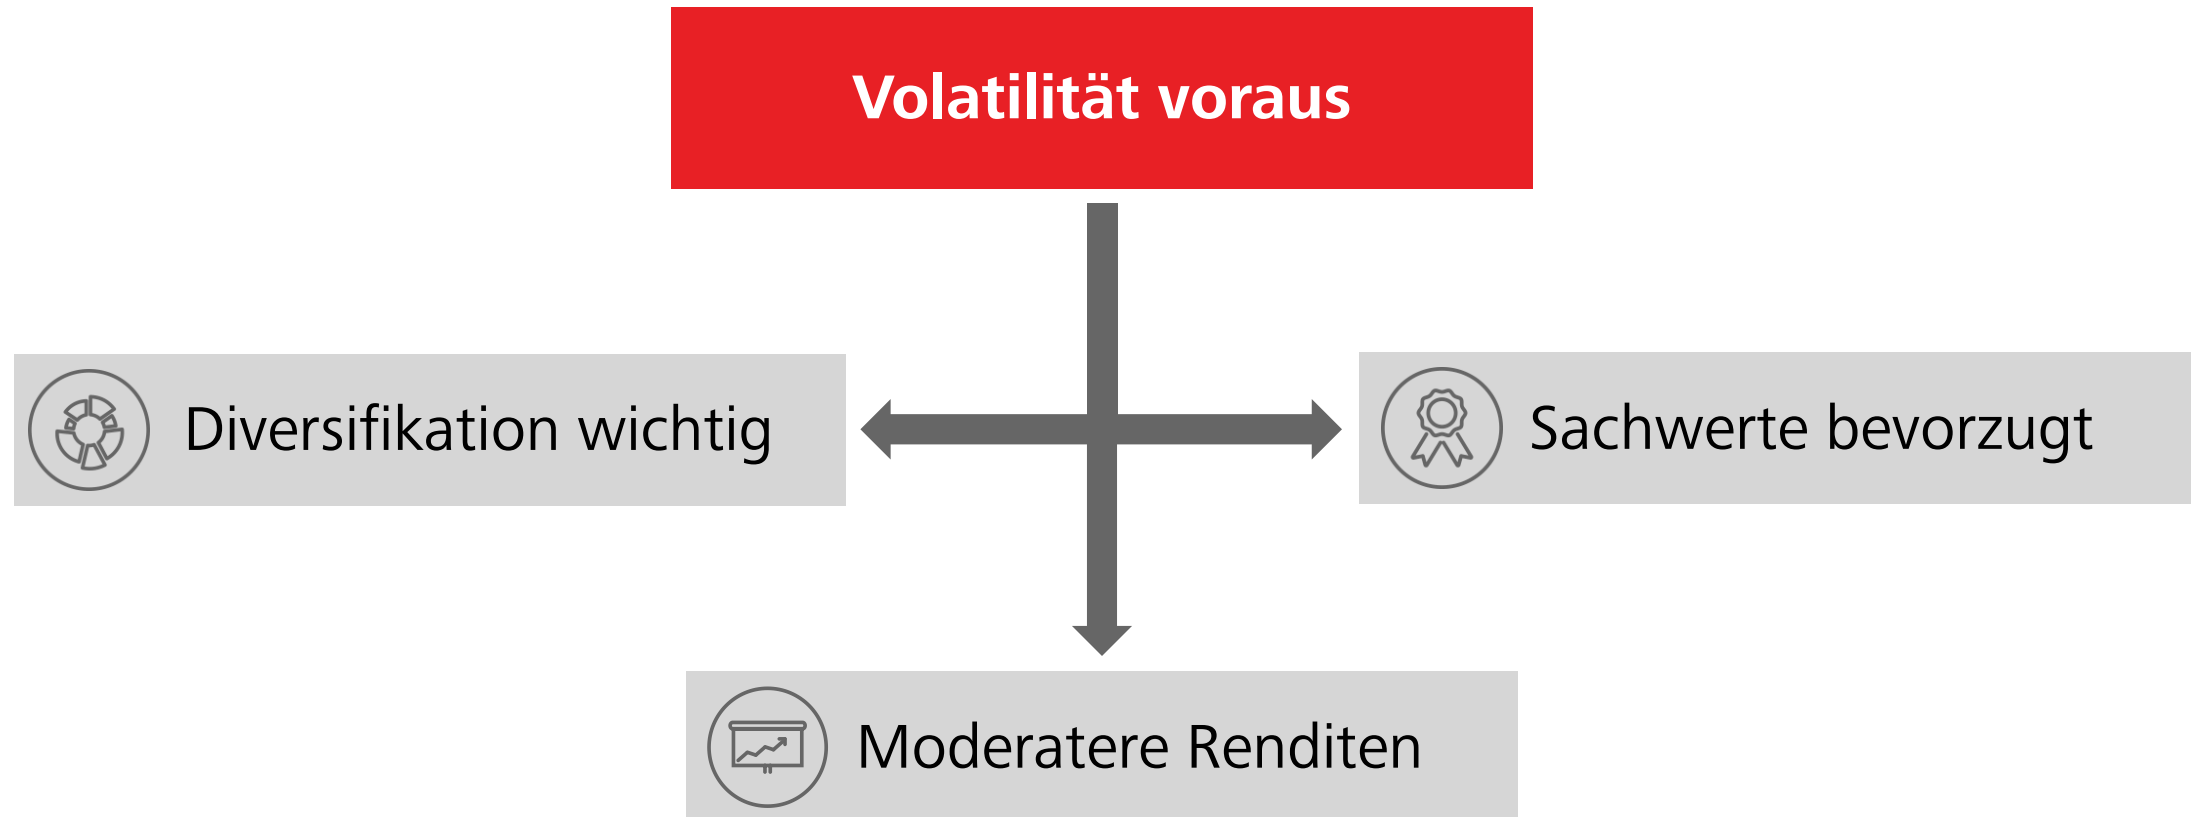 Volatilität voraus
Diversifikation wichtig
Sachwerte bevorzugt
Moderatere Renditen